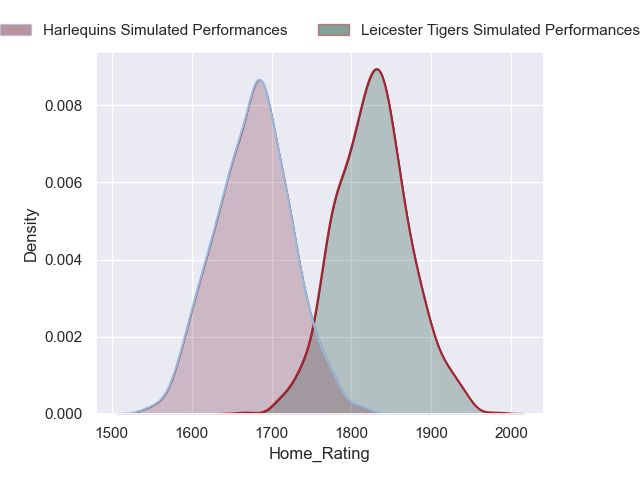 Harlequins Simulated Performances
Leicester Tigers Simulated Performances
0.008
0.006
0.004
0.002
0.000
Density
1500 1600 1700 1800 1900 2000
Home_Rating